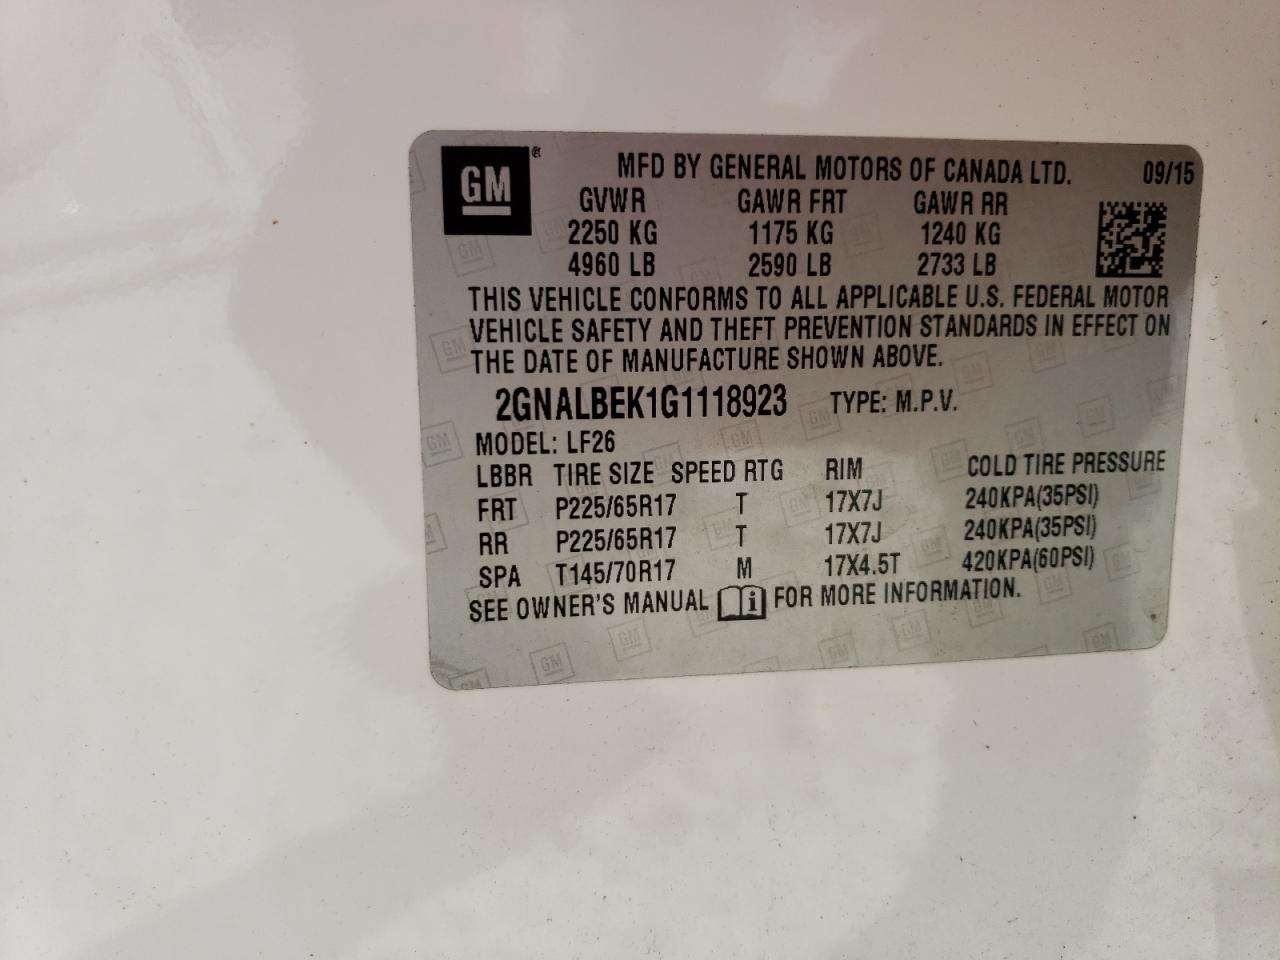 GM® MFD BY GENERAL MOTORS OF CANADA LTD. 09/15
GVWR GAWR FRT GAWR RR
2250 KG 1175 KG 1240 KG
4960 LB 2590 LB 2733 LB
THIS VEHICLE CONFORMS TO ALL APPLICABLE U.S. FEDERAL MOTOR
VEHICLE SAFETY AND THEFT PREVENTION STANDARDS IN EFFECT ON
THE DATE OF MANUFACTURE SHOWN ABOVE.
2GNALBEK1G1118923 TYPE: M.P.V.
MODEL: LF26
LBBR TIRE SIZE SPEED RTG RIM COLD TIRE PRESSURE
FRT P225/65R17 T 17X7J 240KPA(35PSI)
RR P225/65R17 T 17X7J 240KPA(35PSI)
SPA T145/70R17 M 17X4.5T 420KPA(60PSI)
SEE OWNER'S MANUAL i FOR MORE INFORMATION.